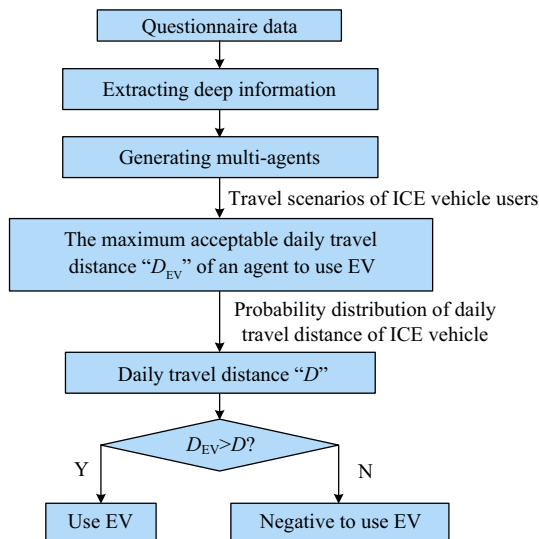 Questionnaire data
Extracting deep information
Generating multi-agents
Travel scenarios of ICE vehicle users
The maximum acceptable daily travel
distance “D_EV” of an agent to use EV
Probability distribution of daily
travel distance of ICE vehicle
Daily travel distance “D”
D_EV>D?
Y
N
Use EV
Negative to use EV